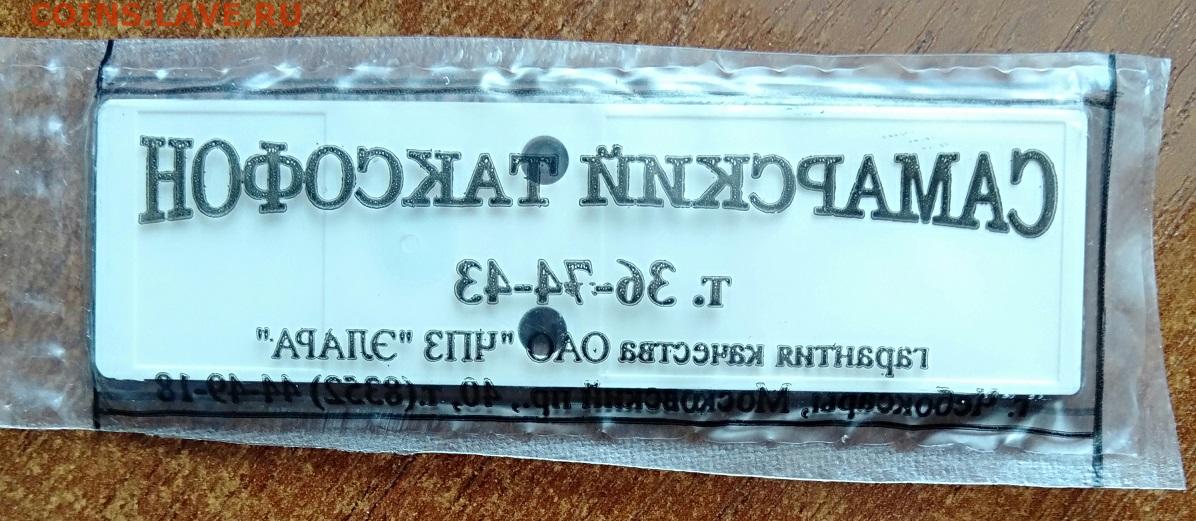 COINS.LAVE.RU
САМАРСКИЙ ТАКСОФОН
т. 36-74-43
гарантия качества ОАО "ЧПЗ "ЭЛАРА"
г. Чебоксары, Московский пр., 40, т.(8352) 44-49-18